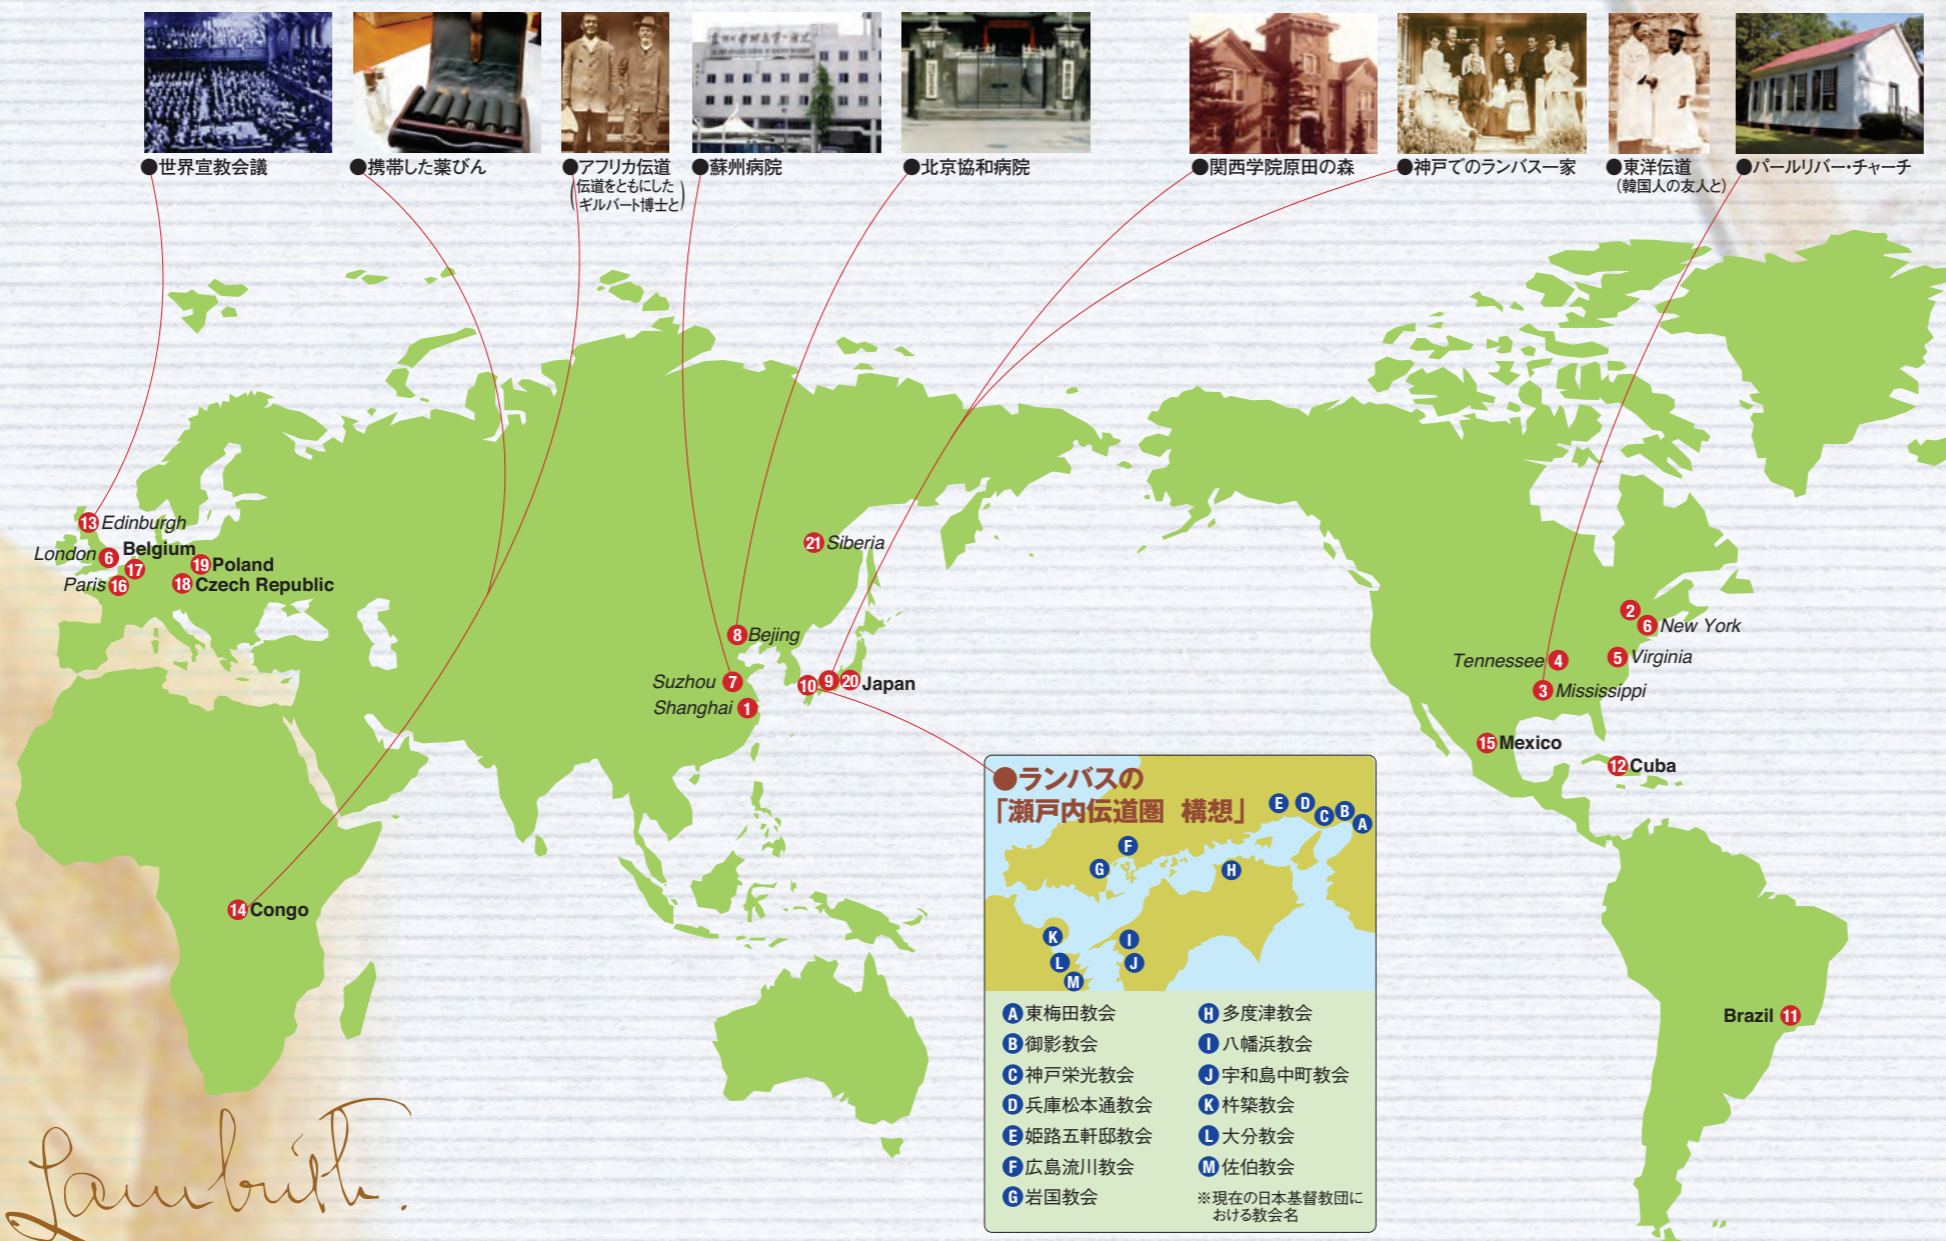 ●世界宣教会議
●携帯した薬びん
●アフリカ伝道
(伝道をともにした
ギルバート博士と)
●蘇州病院
●北京協和病院
●関西学院原田の森
●神戸でのランバス一家
●東洋伝道
(韓国人の友人と)
●パールリバー・チャーチ
13 Edinburgh
London 6
Belgium
17
Paris 16
19 Poland
18 Czech Republic
21 Siberia
8 Bejing
Suzhou 7
Shanghai 1
10 9 20 Japan
2
6 New York
Tennessee 4
5 Virginia
3 Mississippi
15 Mexico
12 Cuba
14 Congo
Brazil 11
●ランバスの
「瀬戸内伝道圏 構想」
E D C B A
F
G
H
K
I
L
J
M
A 東梅田教会
B 御影教会
C 神戸栄光教会
D 兵庫松本通教会
E 姫路五軒邸教会
F 広島流川教会
G 岩国教会
H 多度津教会
I 八幡浜教会
J 宇和島中町教会
K 杵築教会
L 大分教会
M 佐伯教会
※現在の日本基督教団に
おける教会名
Lambuth.